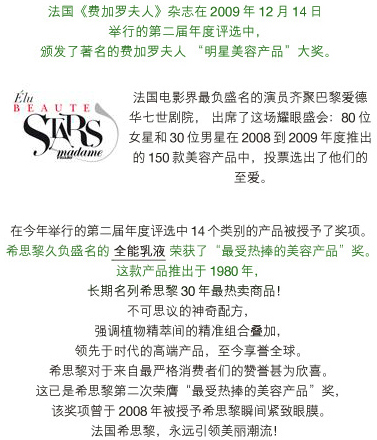 法国《费加罗夫人》杂志在 2009 年 12 月 14 日
举行的第二届年度评选中，
颁发了著名的费加罗夫人 “明星美容产品”大奖。
Élu
BEAUTÉ
STARS
madame
法国电影界最负盛名的演员齐聚巴黎爱德
华七世剧院， 出席了这场耀眼盛会：80 位
女星和 30 位男星在 2008 到 2009 年度推出
的 150 款美容产品中，投票选出了他们的
至爱。
在今年举行的第二届年度评选中 14 个类别的产品被授予了奖项。
希思黎久负盛名的 全能乳液 荣获了“最受热捧的美容产品”奖。
这款产品推出于 1980 年，
长期名列希思黎 30 年最热卖商品！
不可思议的神奇配方，
强调植物精萃间的精准组合叠加，
领先于时代的高端产品，至今享誉全球。
希思黎对于来自最严格消费者们的赞誉甚为欣喜。
这已是希思黎第二次荣膺“最受热捧的美容产品”奖，
该奖项曾于 2008 年被授予希思黎瞬间紧致眼膜。
法国希思黎，永远引领美丽潮流！